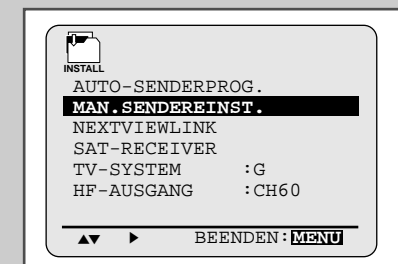 INSTALL
AUTO-SENDERPROG.
MAN.SENDEREINST.
NEXTVIEWLINK
SAT-RECEIVER
TV-SYSTEM :G
HF-AUSGANG :CH60
▲▼ ▶ BEENDEN:MENU